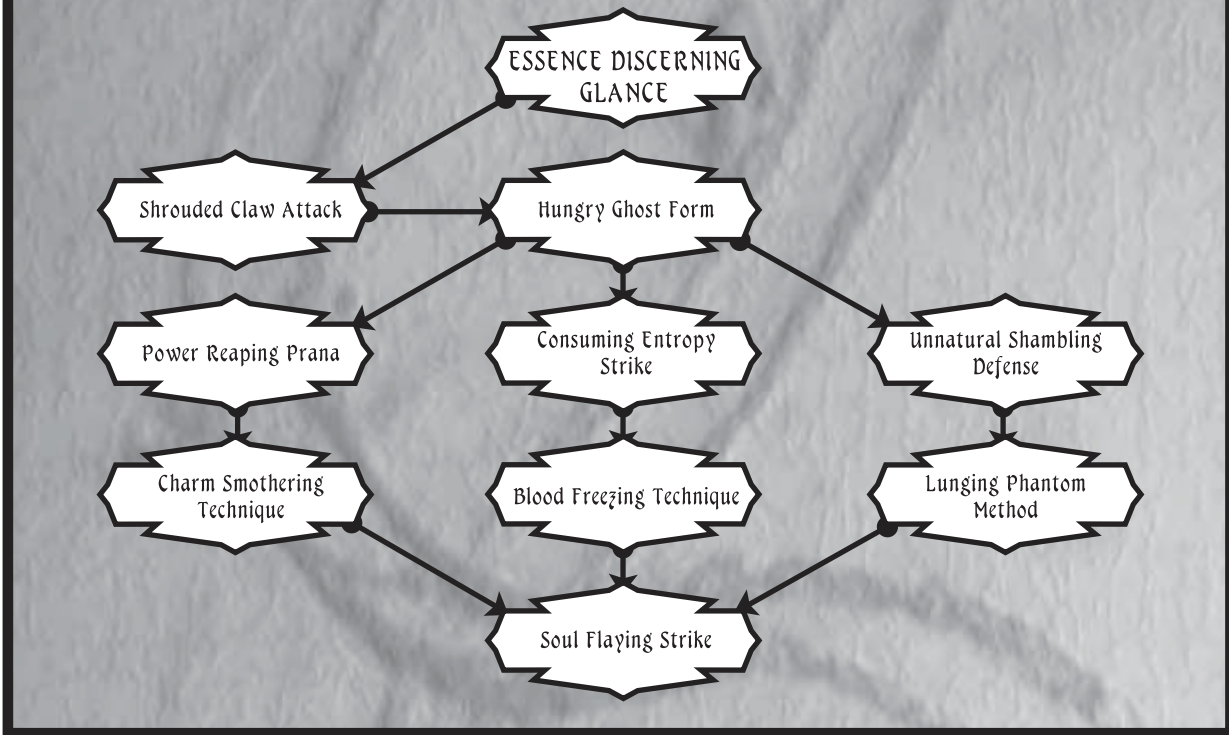 ESSENCE DISCERNING
GLANCE
Shrouded Claw Attack
Hungry Ghost Form
Power Reaping Prana
Consuming Entropy
Strike
Unnatural Shambling
Defense
Charm Smothering
Technique
Blood Freezing Technique
Lunging Phantom
Method
Soul Flaying Strike